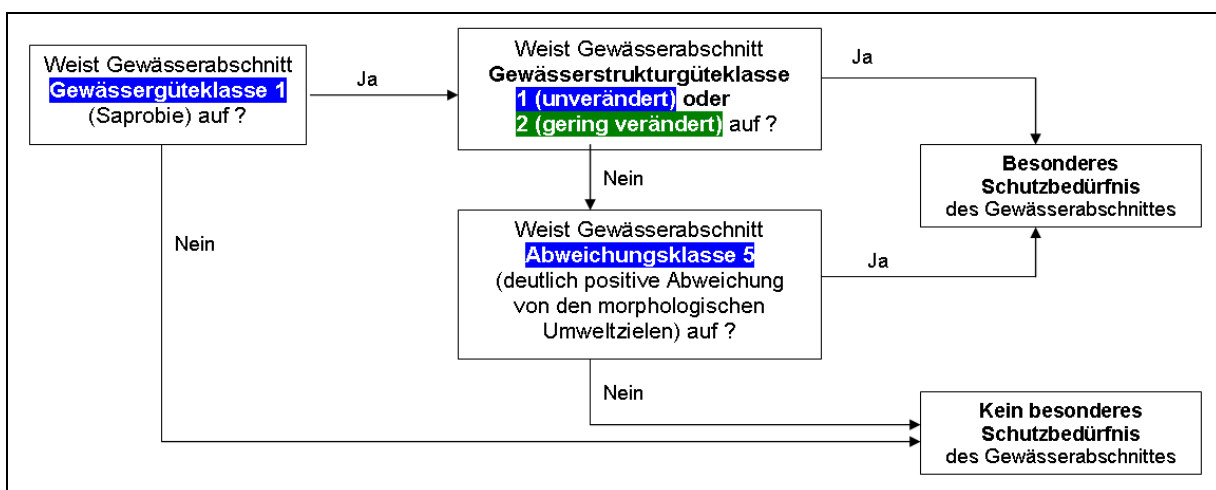 Weist Gewässerabschnitt
Gewässergüteklasse 1
(Saprobie) auf ?
Ja
Weist Gewässerabschnitt
Gewässerstrukturgüteklasse
1 (unverändert) oder
2 (gering verändert) auf ?
Ja
Nein
Besonderes
Schutzbedürfnis
des Gewässerabschnittes
Nein
Weist Gewässerabschnitt
Abweichungsklasse 5
(deutlich positive Abweichung
von den morphologischen
Umweltzielen) auf ?
Ja
Nein
Kein besonderes
Schutzbedürfnis
des Gewässerabschnittes